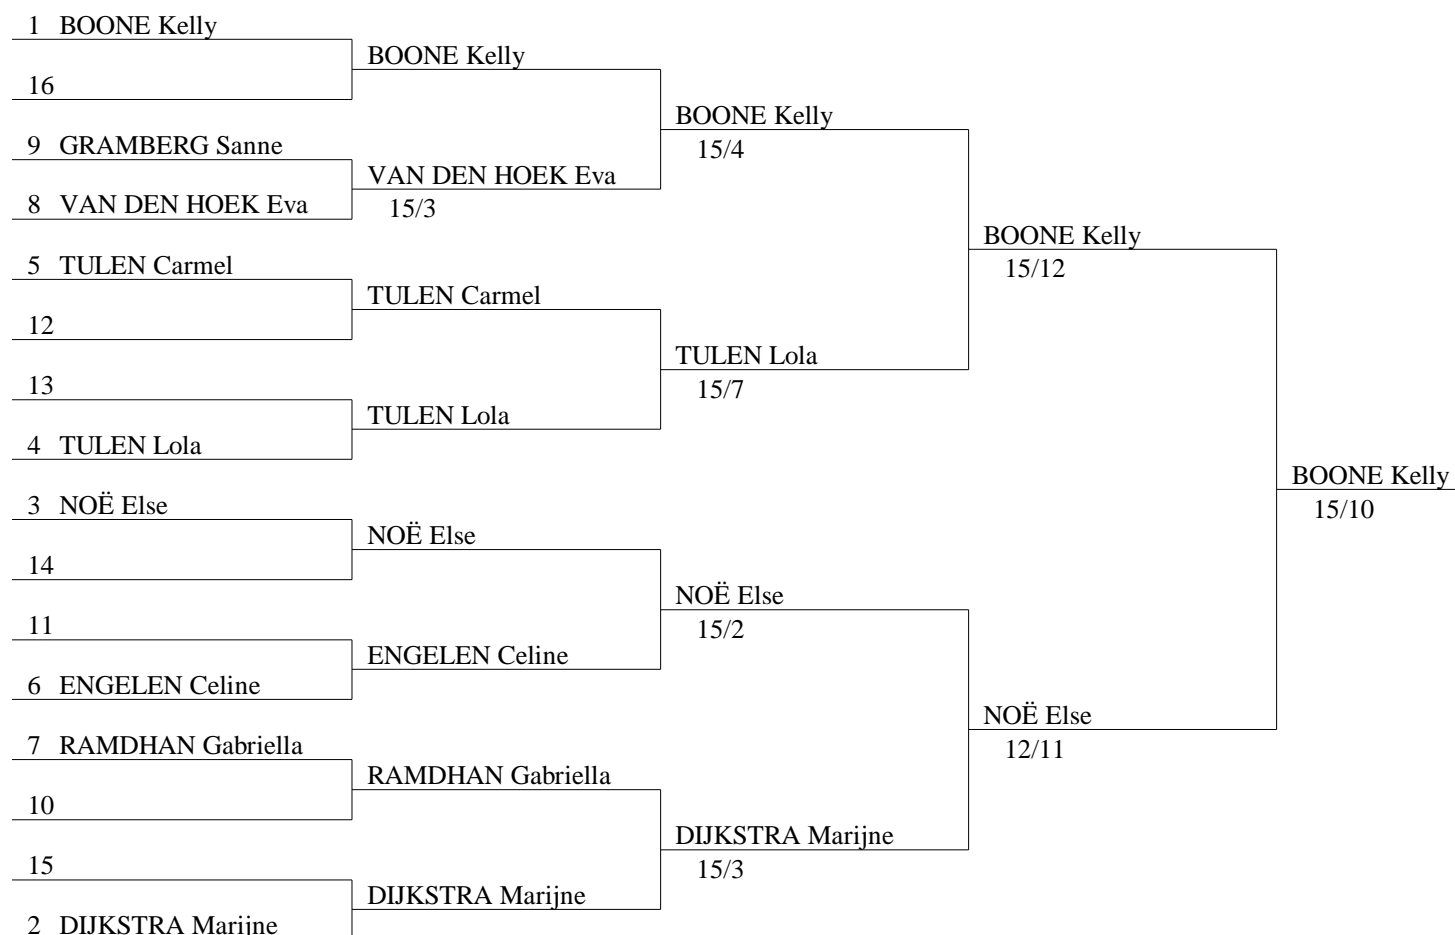 1 BOONE Kelly
16
9 GRAMBERG Sanne
8 VAN DEN HOEK Eva
5 TULEN Carmel
12
13
4 TULEN Lola
3 NOË Else
14
11
6 ENGELEN Celine
7 RAMDHAN Gabriella
10
15
2 DIJKSTRA Marijne
BOONE Kelly
VAN DEN HOEK Eva
15/3
TULEN Carmel
TULEN Lola
NOË Else
ENGELEN Celine
RAMDHAN Gabriella
DIJKSTRA Marijne
BOONE Kelly
15/4
TULEN Lola
15/7
NOË Else
15/2
DIJKSTRA Marijne
15/3
BOONE Kelly
15/12
NOË Else
12/11
BOONE Kelly
15/10